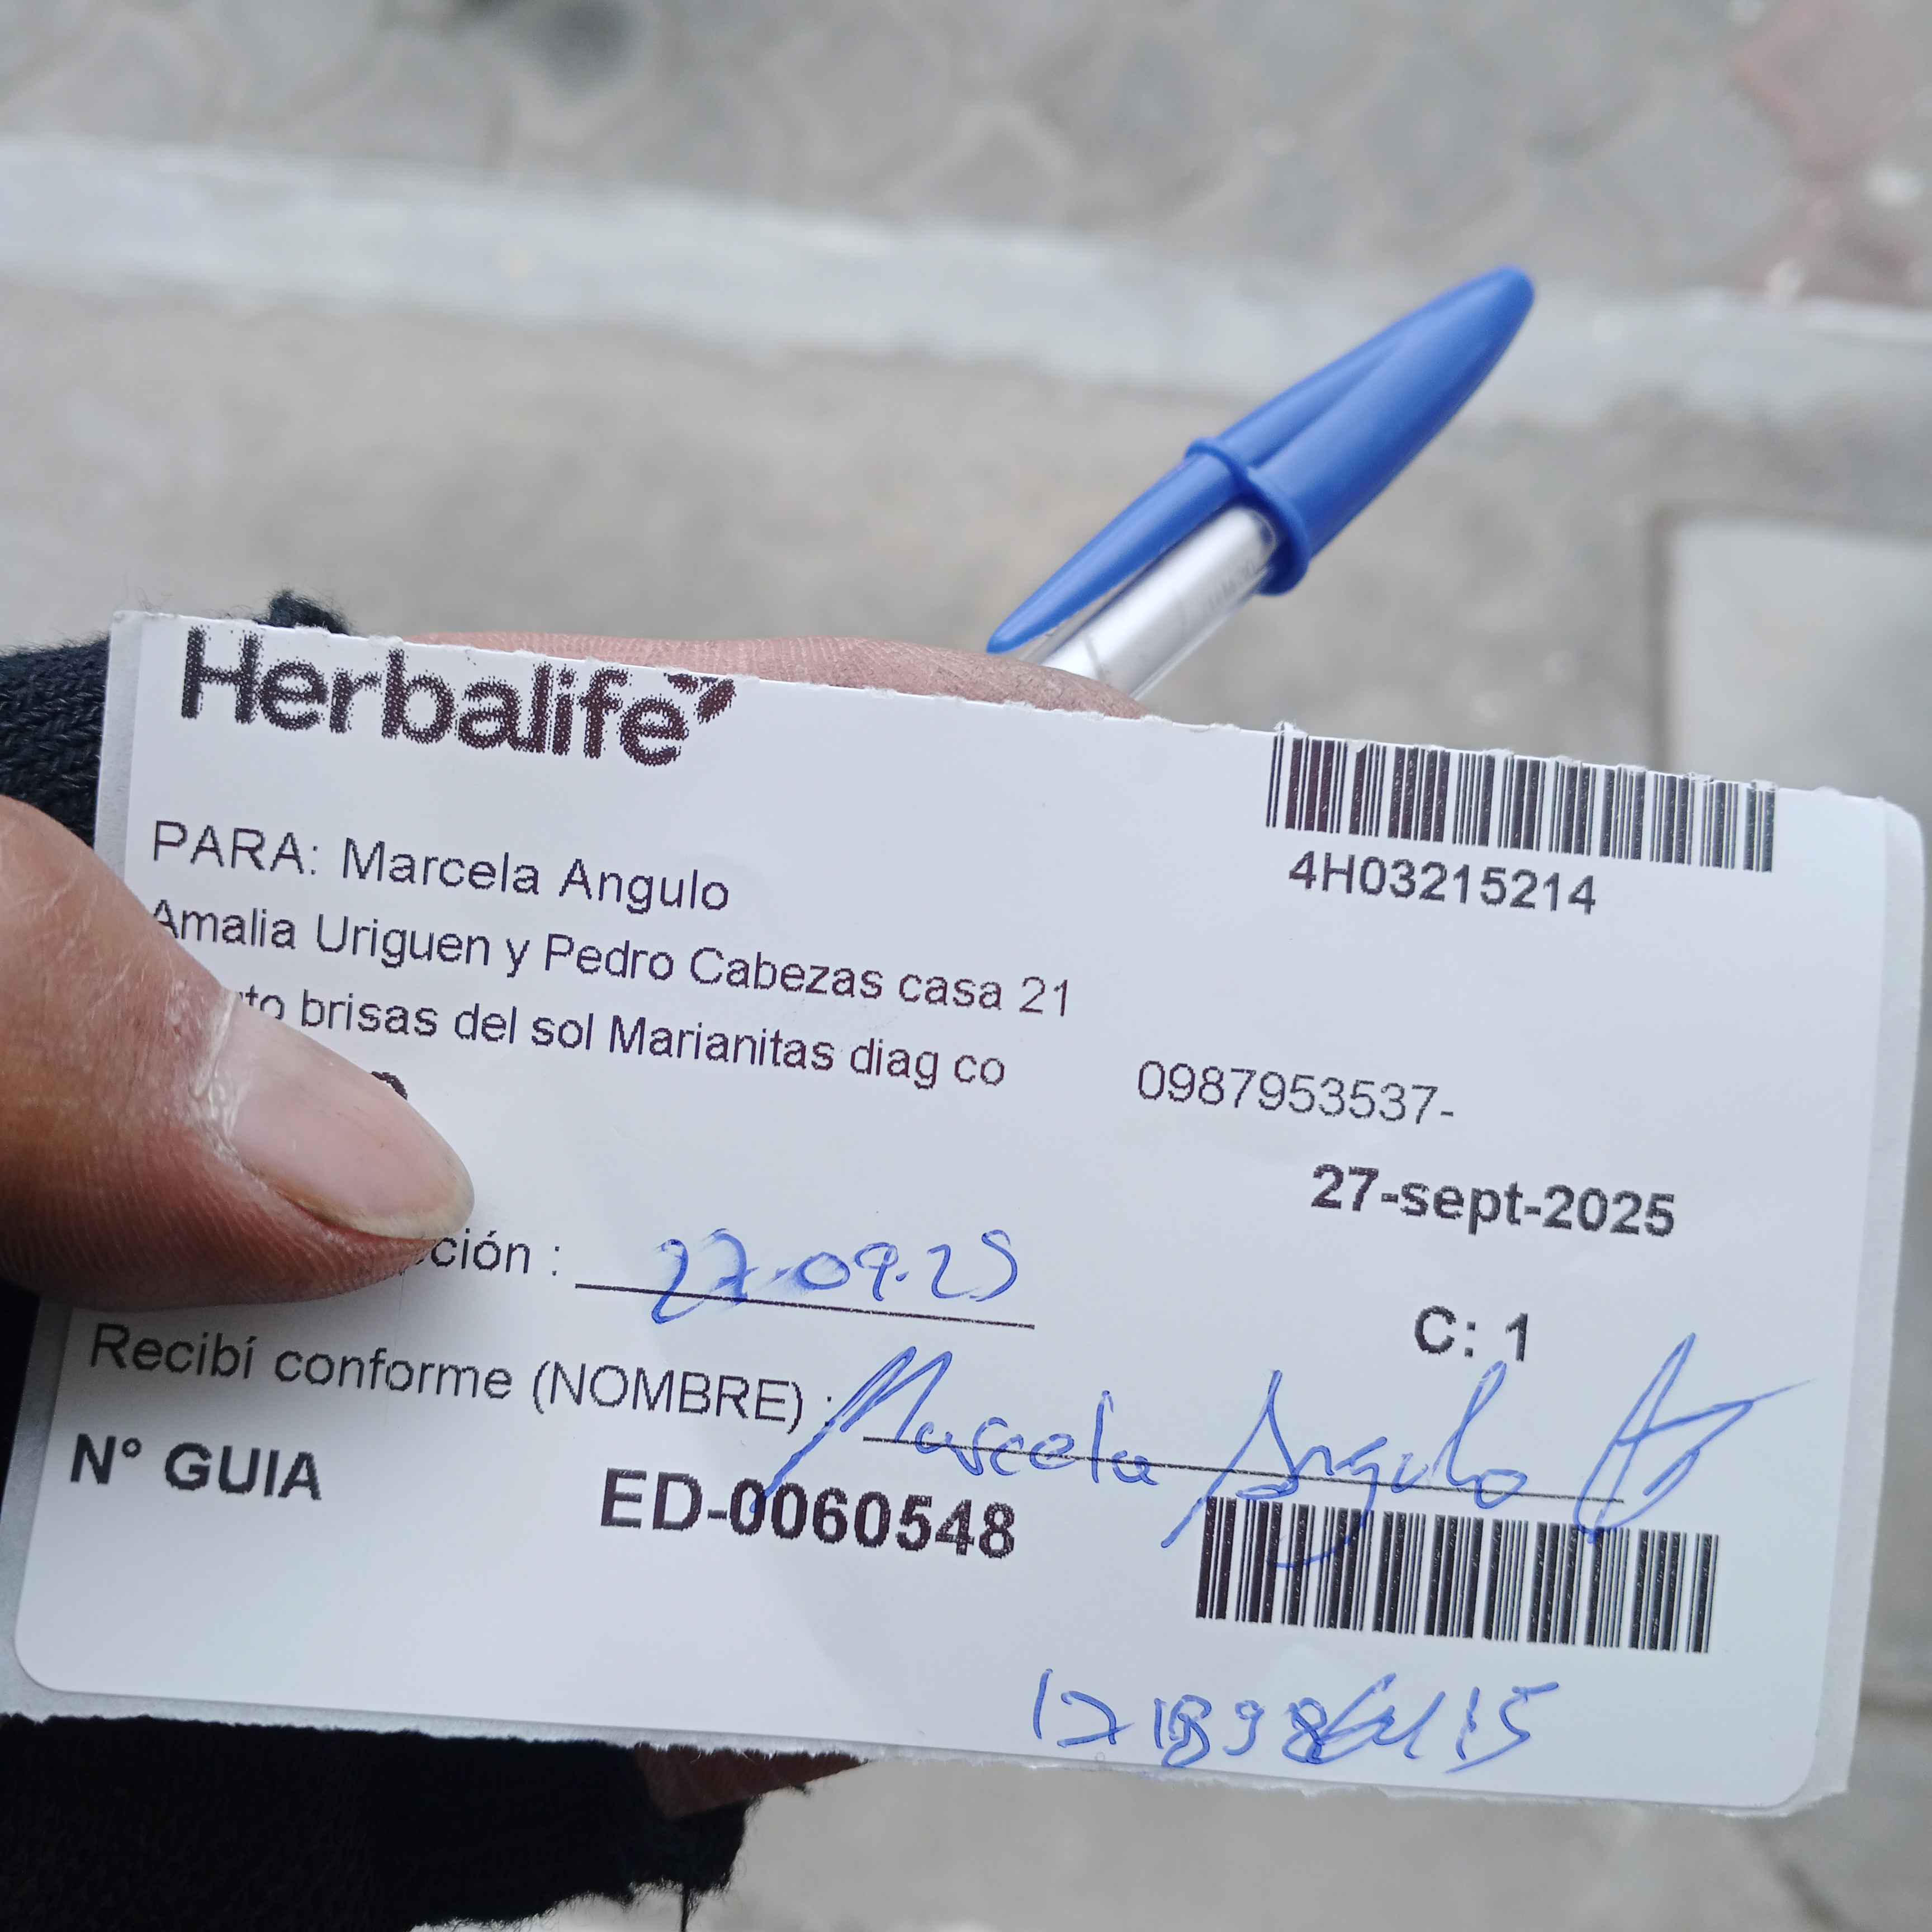 Herbalife
4H03215214
PARA: Marcela Angulo
Amalia Uriguen y Pedro Cabezas casa 21
brisas del sol Marianitas diag co
0987953537-
27-sept-2025
ción : 27.09.25
C: 1
Recibí conforme (NOMBRE) : Marcela Angulo
N° GUIA ED-0060548